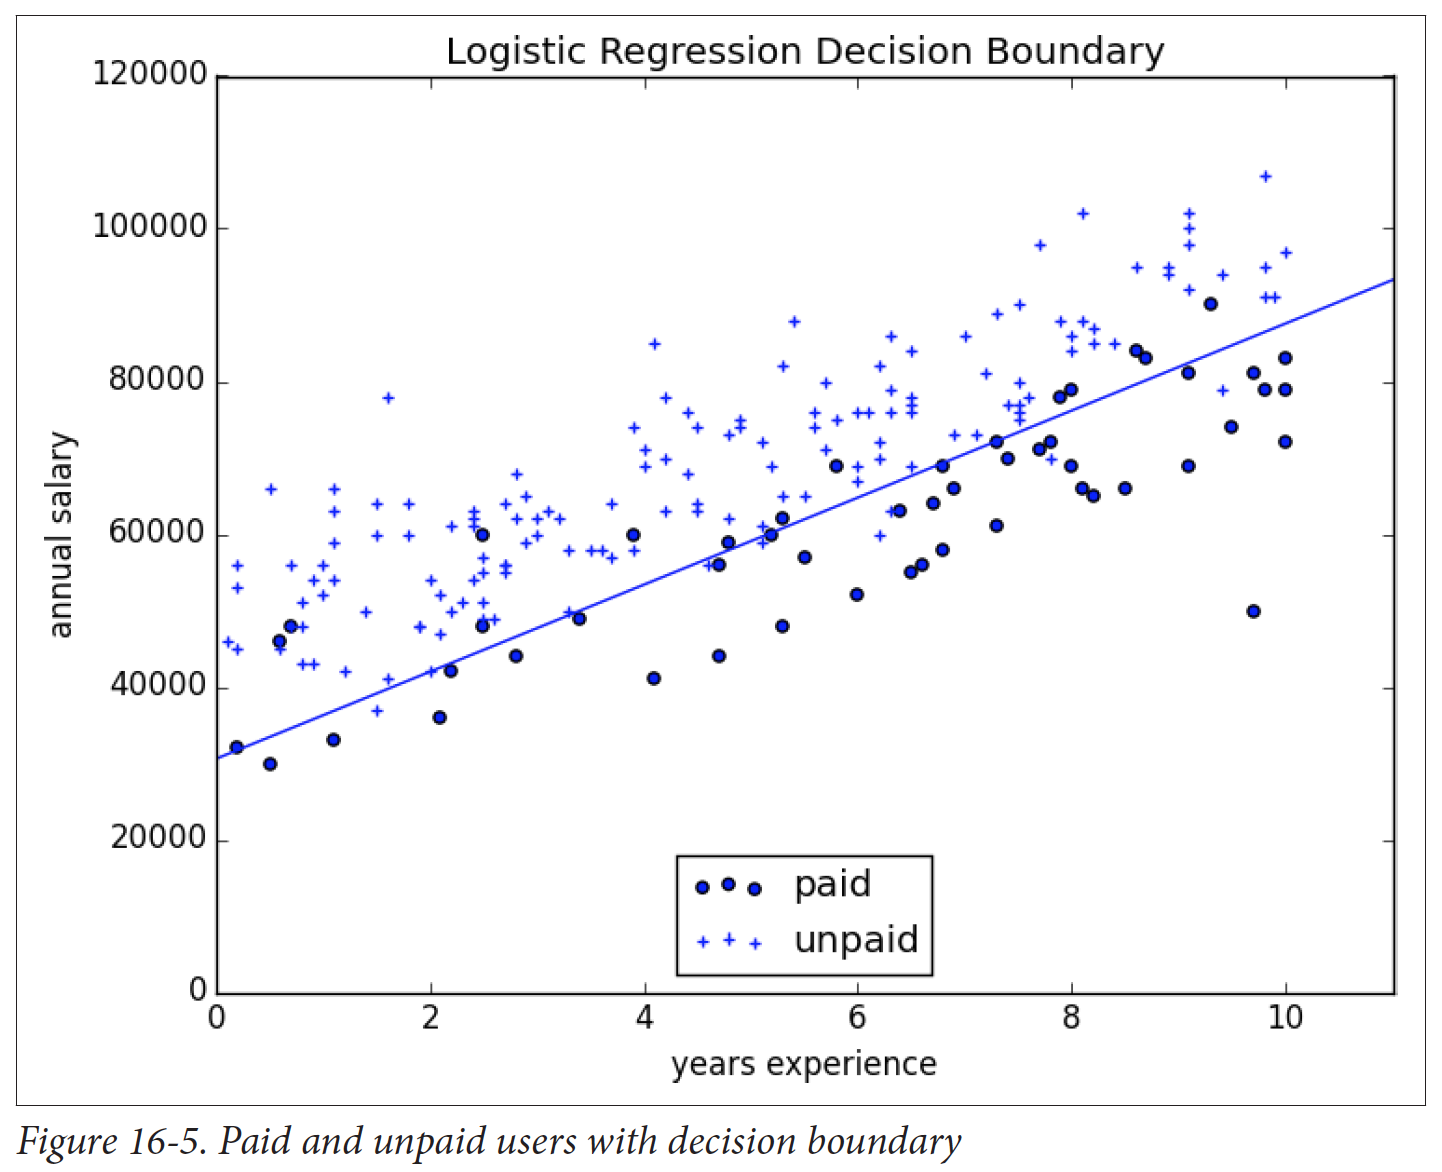 Logistic Regression Decision Boundary
120000
100000
80000
60000
40000
20000
0
annual salary
0 2 4 6 8 10
years experience
paid
unpaid
Figure 16-5. Paid and unpaid users with decision boundary